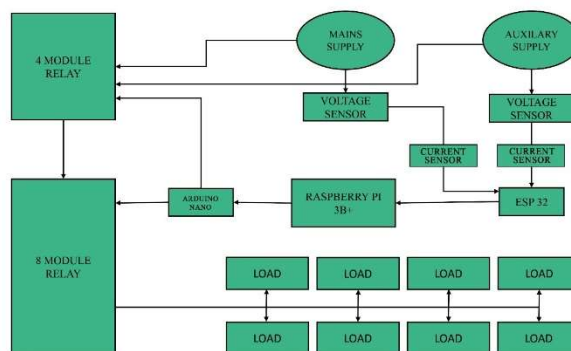 MAINS
SUPPLY
AUXILARY
SUPPLY
4 MODULE
RELAY
VOLTAGE
SENSOR
VOLTAGE
SENSOR
CURRENT
SENSOR
CURRENT
SENSOR
8 MODULE
RELAY
ARDUINO
NANO
RASPBERRY PI
3B+
ESP 32
LOAD
LOAD
LOAD
LOAD
LOAD
LOAD
LOAD
LOAD